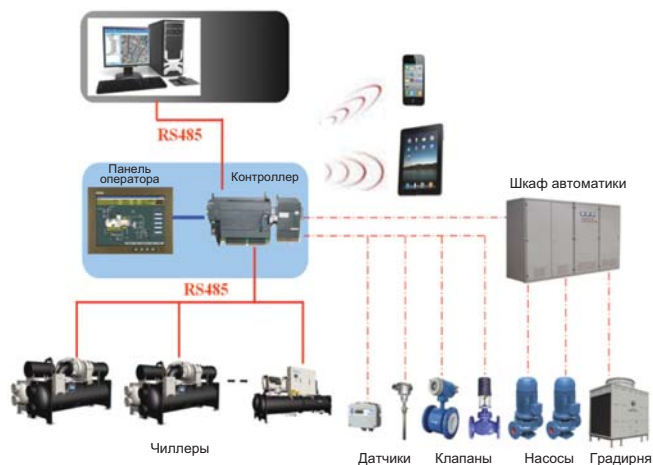 RS485
Панель
оператора
Контроллер
Шкаф автоматики
RS485
Чиллеры
Датчики
Клапаны
Насосы
Градирня